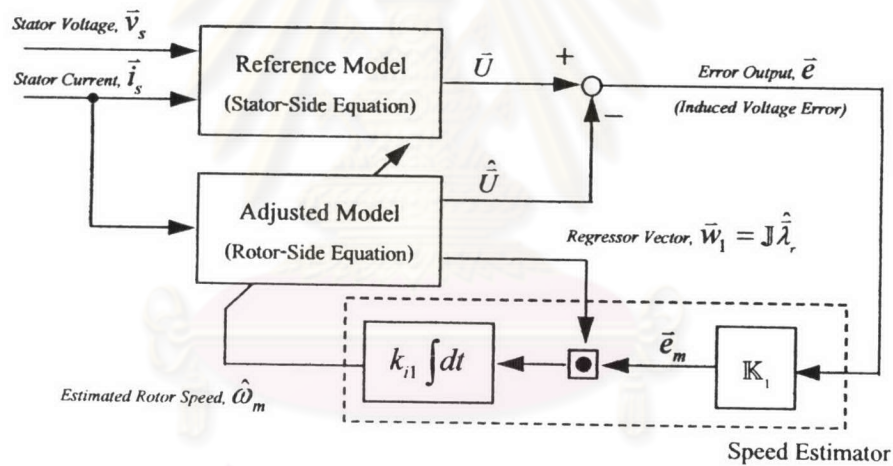 Stator Voltage, v⃗ₛ
Stator Current, i⃗ₛ
Reference Model
(Stator-Side Equation)
U⃗
+
−
Error Output, e⃗
(Induced Voltage Error)
Adjusted Model
(Rotor-Side Equation)
Û⃗
Regressor Vector, w⃗₁ = 𝕁λ̂⃗ᵣ
kᵢ₁ ∫dt
e⃗ₘ
𝕂₁
Estimated Rotor Speed, ω̂ₘ
Speed Estimator